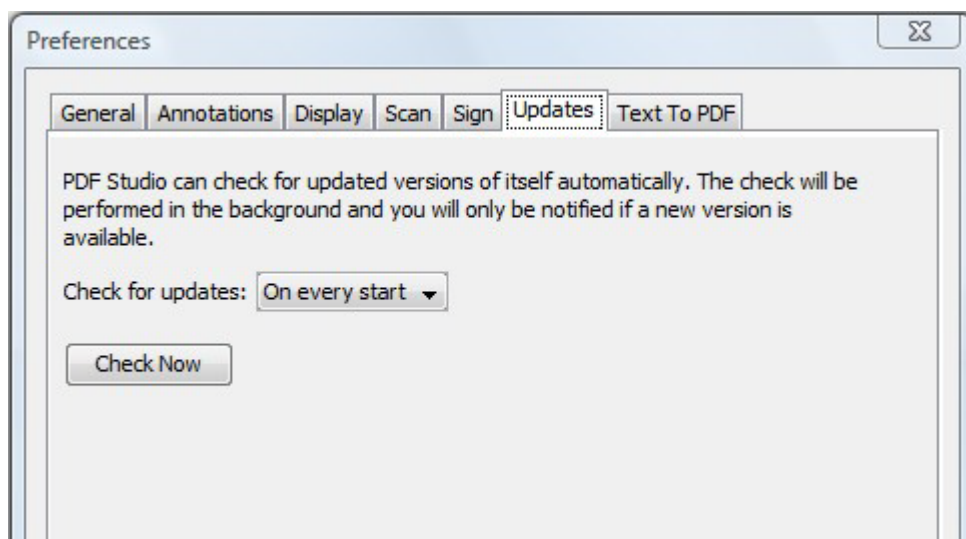 Preferences
General Annotations Display Scan Sign Updates Text To PDF
PDF Studio can check for updated versions of itself automatically. The check will be
performed in the background and you will only be notified if a new version is
available.
Check for updates: On every start
Check Now